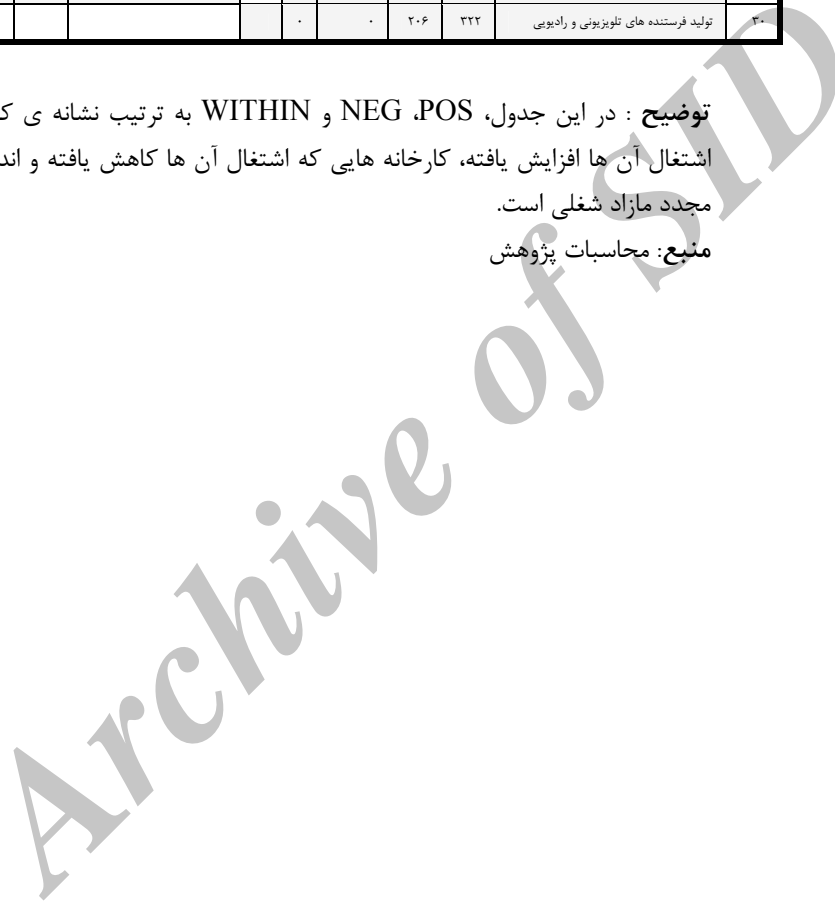 ۳۰ تولید فرستنده های تلویزیونی و رادیویی ۳۲۲ ۲۰۶ ۰ ۰ ۰
توضیح : در این جدول، POS، NEG و WITHIN به ترتیب نشانه ی
اشتغال آن ها افزایش یافته، کارخانه هایی که اشتغال آن ها کاهش یافته و
مجدد مازاد شغلی است.
منبع: محاسبات پژوهش
Archive of SID